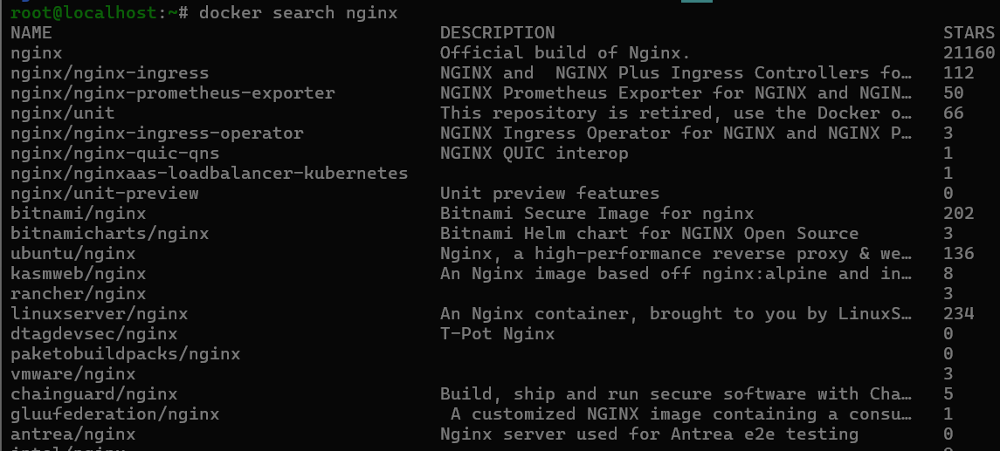 root@localhost:~# docker search nginx
NAME DESCRIPTION STARS
nginx Official build of Nginx. 21160
nginx/nginx-ingress NGINX and  NGINX Plus Ingress Controllers fo… 112
nginx/nginx-prometheus-exporter NGINX Prometheus Exporter for NGINX and NGIN… 50
nginx/unit This repository is retired, use the Docker o… 66
nginx/nginx-ingress-operator NGINX Ingress Operator for NGINX and NGINX P… 3
nginx/nginx-quic-qns NGINX QUIC interop 1
nginx/nginxaas-loadbalancer-kubernetes 1
nginx/unit-preview Unit preview features 0
bitnami/nginx Bitnami Secure Image for nginx 202
bitnamicharts/nginx Bitnami Helm chart for NGINX Open Source 3
ubuntu/nginx Nginx, a high-performance reverse proxy & we… 136
kasmweb/nginx An Nginx image based off nginx:alpine and in… 8
rancher/nginx 3
linuxserver/nginx An Nginx container, brought to you by LinuxS… 234
dtagdevsec/nginx T-Pot Nginx 0
paketobuildpacks/nginx 0
vmware/nginx 3
chainguard/nginx Build, ship and run secure software with Cha… 5
gluufederation/nginx A customized NGINX image containing a consu… 1
antrea/nginx Nginx server used for Antrea e2e testing 0
intel/nginx